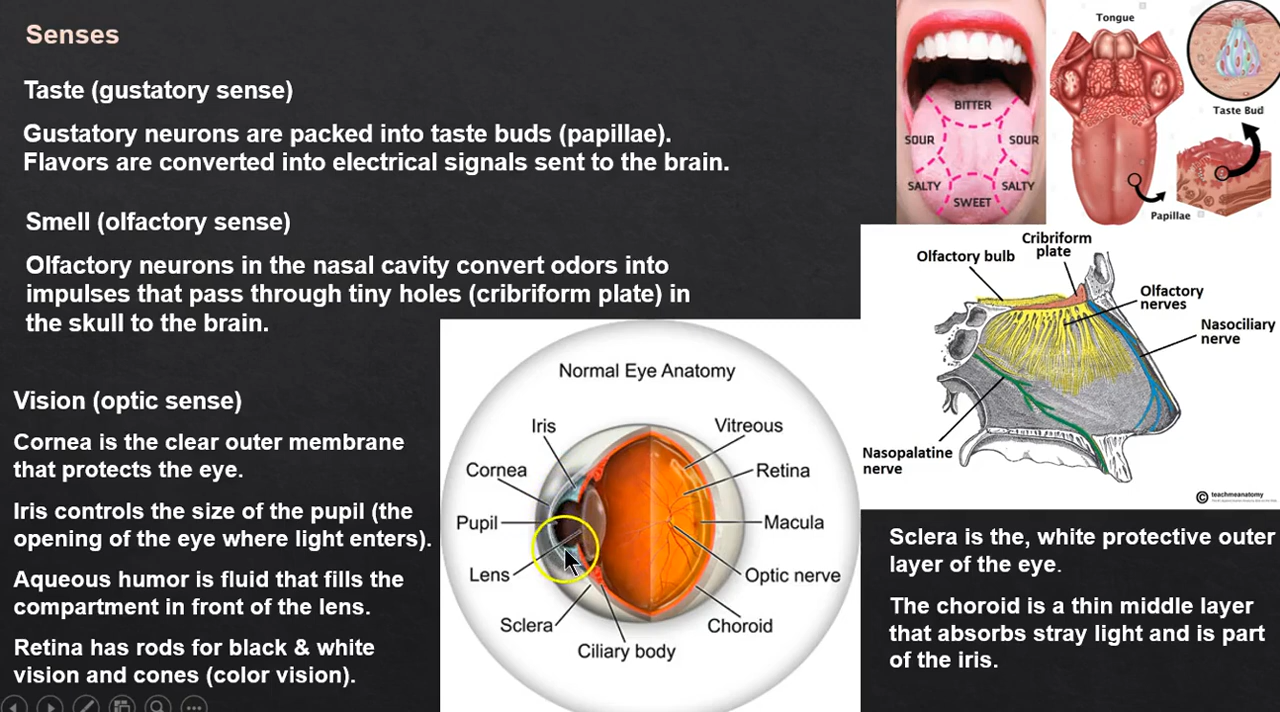 Senses
Taste (gustatory sense)
Gustatory neurons are packed into taste buds (papillae).
Flavors are converted into electrical signals sent to the brain.
Smell (olfactory sense)
Olfactory neurons in the nasal cavity convert odors into
impulses that pass through tiny holes (cribriform plate) in
the skull to the brain.
Vision (optic sense)
Cornea is the clear outer membrane
that protects the eye.
Iris controls the size of the pupil (the
opening of the eye where light enters).
Aqueous humor is fluid that fills the
compartment in front of the lens.
Retina has rods for black & white
vision and cones (color vision).
Normal Eye Anatomy
Iris
Cornea
Pupil
Lens
Sclera
Ciliary body
Vitreous
Retina
Macula
Optic nerve
Choroid
BITTER
SOUR
SOUR
SALTY
SALTY
SWEET
Tongue
Taste Bud
Papillae
Cribriform
plate
Olfactory bulb
Olfactory
nerves
Nasociliary
nerve
Nasopalatine
nerve
© teachmeanatomy
Sclera is the, white protective outer
layer of the eye.
The choroid is a thin middle layer
that absorbs stray light and is part
of the iris.